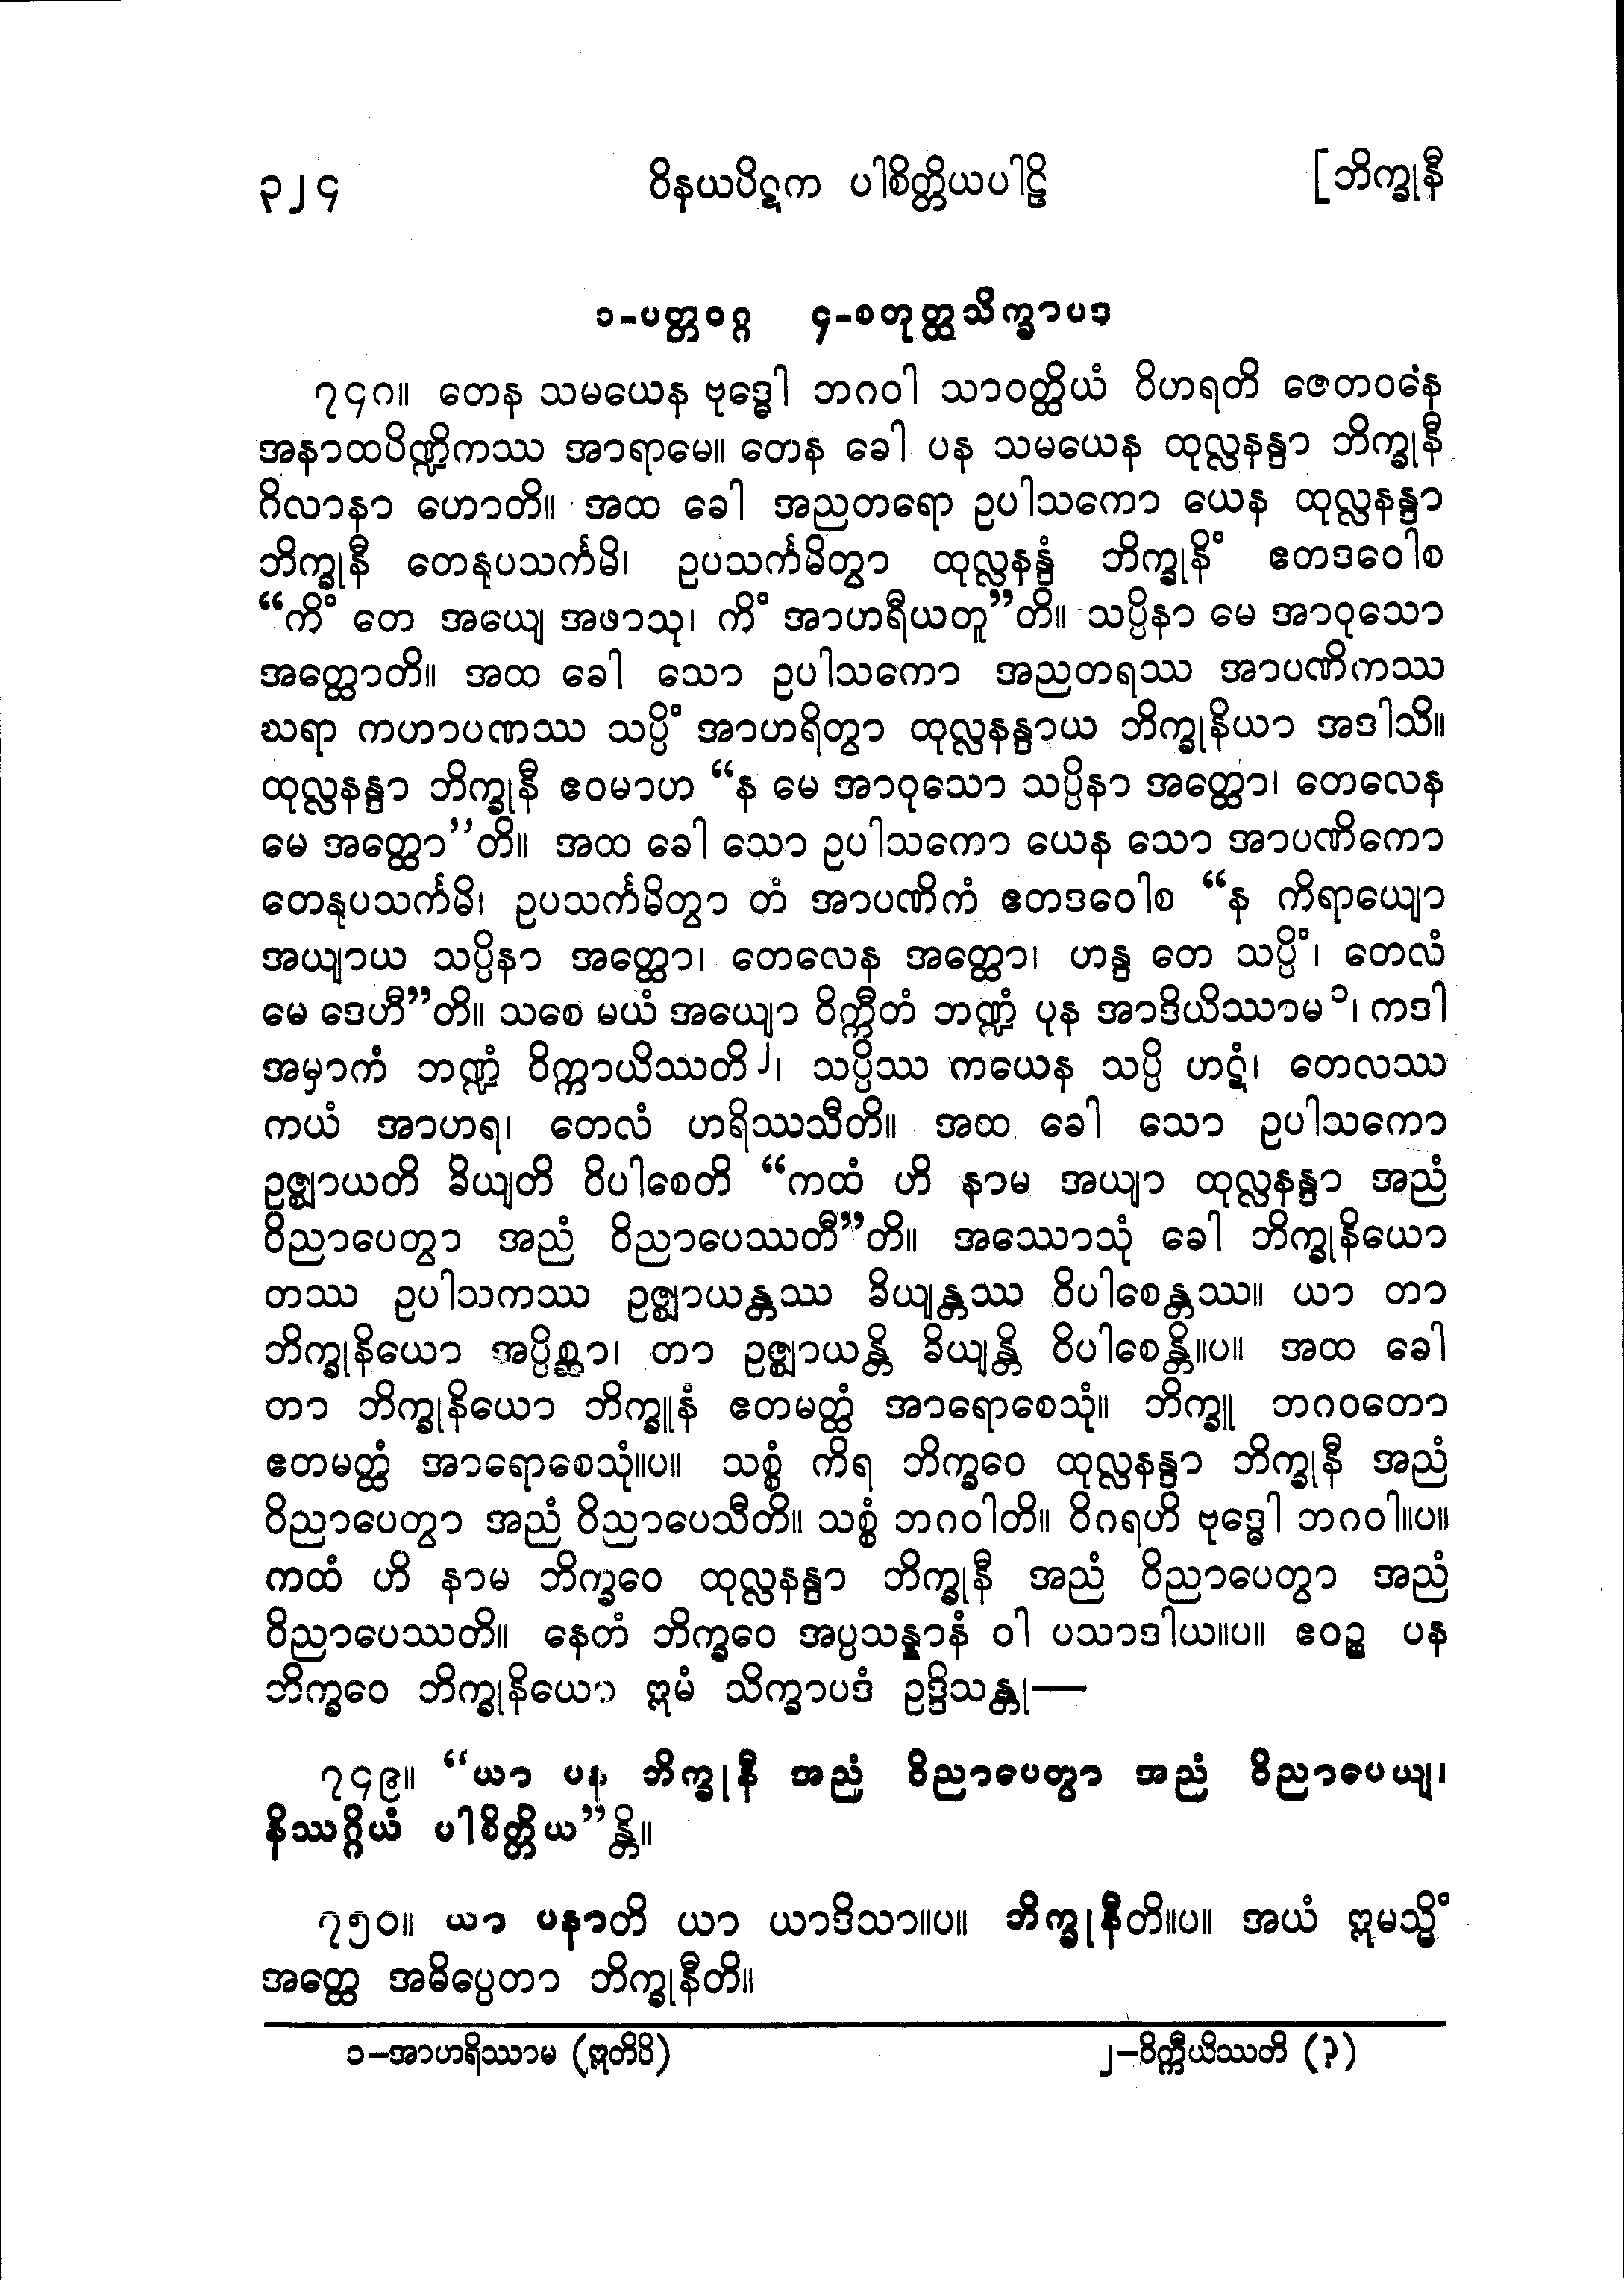 ၃၂၄ ဝိနယပိဋက ပါစိတ္တိယပါဠိ [ဘိက္ခုနီ
၁-ပတ္တဝဂ္ဂ ၄-စတုတ္ထသိက္ခာပဒ
၇၄၈။ တေန သမယေန ဗုဒ္ဓေါ ဘဂဝါ သာဝတ္ထိယံ ဝိဟရတိ ဇေတဝနေ
အနာထပိဏ္ဍိကဿ အာရာမေ။ တေန ခေါ ပန သမယေန ထုလ္လနန္ဒာ ဘိက္ခုနီ
ဂိလာနာ ဟောတိ။ အထ ခေါ အညတရော ဥပါသကော ယေန ထုလ္လနန္ဒာ
ဘိက္ခုနီ တေနုပသင်္ကမိ၊ ဥပသင်္ကမိတွာ ထုလ္လနန္ဒံ ဘိက္ခုနိံ ဧတဒဝေါစ
“ကိံ တေ အယျေ အဖာသု၊ ကိံ အာဟရီယတူ”တိ။ သပ္ပိနာ မေ အာဝုသော
အတ္ထောတိ။ အထ ခေါ သော ဥပါသကော အညတရဿ အာပဏိကဿ
ဃရာ ကဟာပဏဿ သပ္ပိံ အာဟရိတွာ ထုလ္လနန္ဒာယ ဘိက္ခုနိယာ အဒါသိ။
ထုလ္လနန္ဒာ ဘိက္ခုနီ ဧဝမာဟ “န မေ အာဝုသော သပ္ပိနာ အတ္ထော၊ တေလေန
မေ အတ္ထော”တိ။ အထ ခေါ သော ဥပါသကော ယေန သော အာပဏိကော
တေနုပသင်္ကမိ၊ ဥပသင်္ကမိတွာ တံ အာပဏိကံ ဧတဒဝေါစ “န ကိရာယျော
အယျာယ သပ္ပိနာ အတ္ထော၊ တေလေန အတ္ထော၊ ဟန္ဒ တေ သပ္ပိံ၊ တေလံ
မေ ဒေဟီ”တိ။ သစေ မယံ အယျော ဝိက္ကီတံ ဘဏ္ဍံ ပုန အာဒိယိဿာမ ၁၊ ကဒါ
အမှာကံ ဘဏ္ဍံ ဝိက္ကာယိဿတိ ၂၊ သပ္ပိဿ ကယေန သပ္ပိ ဟဋံ၊ တေလဿ
ကယံ အာဟရ၊ တေလံ ဟရိဿသီတိ။ အထ ခေါ သော ဥပါသကော
ဥဇ္ဈာယတိ ခိယျတိ ဝိပါစေတိ “ကထံ ဟိ နာမ အယျာ ထုလ္လနန္ဒာ အညံ
ဝိညာပေတွာ အညံ ဝိညာပေဿတီ”တိ။ အဿောသုံ ခေါ ဘိက္ခုနိယော
တဿ ဥပါသကဿ ဥဇ္ဈာယန္တဿ ခိယျန္တဿ ဝိပါစေန္တဿ။ ယာ တာ
ဘိက္ခုနိယော အပ္ပိစ္ဆာ၊ တာ ဥဇ္ဈာယန္တိ ခိယျန္တိ ဝိပါစေန္တိ။ပ။ အထ ခေါ
တာ ဘိက္ခုနိယော ဘိက္ခူနံ ဧတမတ္ထံ အာရောစေသုံ။ ဘိက္ခူ ဘဂဝတော
ဧတမတ္ထံ အာရောစေသုံ။ပ။ သစ္စံ ကိရ ဘိက္ခဝေ ထုလ္လနန္ဒာ ဘိက္ခုနီ အညံ
ဝိညာပေတွာ အညံ ဝိညာပေသီတိ။ သစ္စံ ဘဂဝါတိ။ ဝိဂရဟိ ဗုဒ္ဓေါ ဘဂဝါ။ပ။
ကထံ ဟိ နာမ ဘိက္ခဝေ ထုလ္လနန္ဒာ ဘိက္ခုနီ အညံ ဝိညာပေတွာ အညံ
ဝိညာပေဿတိ။ နေတံ ဘိက္ခဝေ အပ္ပသန္နာနံ ဝါ ပသာဒါယ။ပ။ ဧဝဉ္စ ပန
ဘိက္ခဝေ ဘိက္ခုနိယော ဣမံ သိက္ခာပဒံ ဥဒ္ဒိသန္တု—
၇၄၉။ “ယာ ပန ဘိက္ခုနီ အညံ ဝိညာပေတွာ အညံ ဝိညာပေယျ၊
နိဿဂ္ဂိယံ ပါစိတ္တိယ”န္တိ။
၇၅၀။ ယာ ပနာတိ ယာ ယာဒိသာ။ပ။ ဘိက္ခုနီတိ။ပ။ အယံ ဣမသ္မိံ
အတ္ထေ အဓိပ္ပေတာ ဘိက္ခုနီတိ။
၁—အာဟရိဿာမ (ဣတိပိ) ၂—ဝိက္ကီယိဿတိ (?)